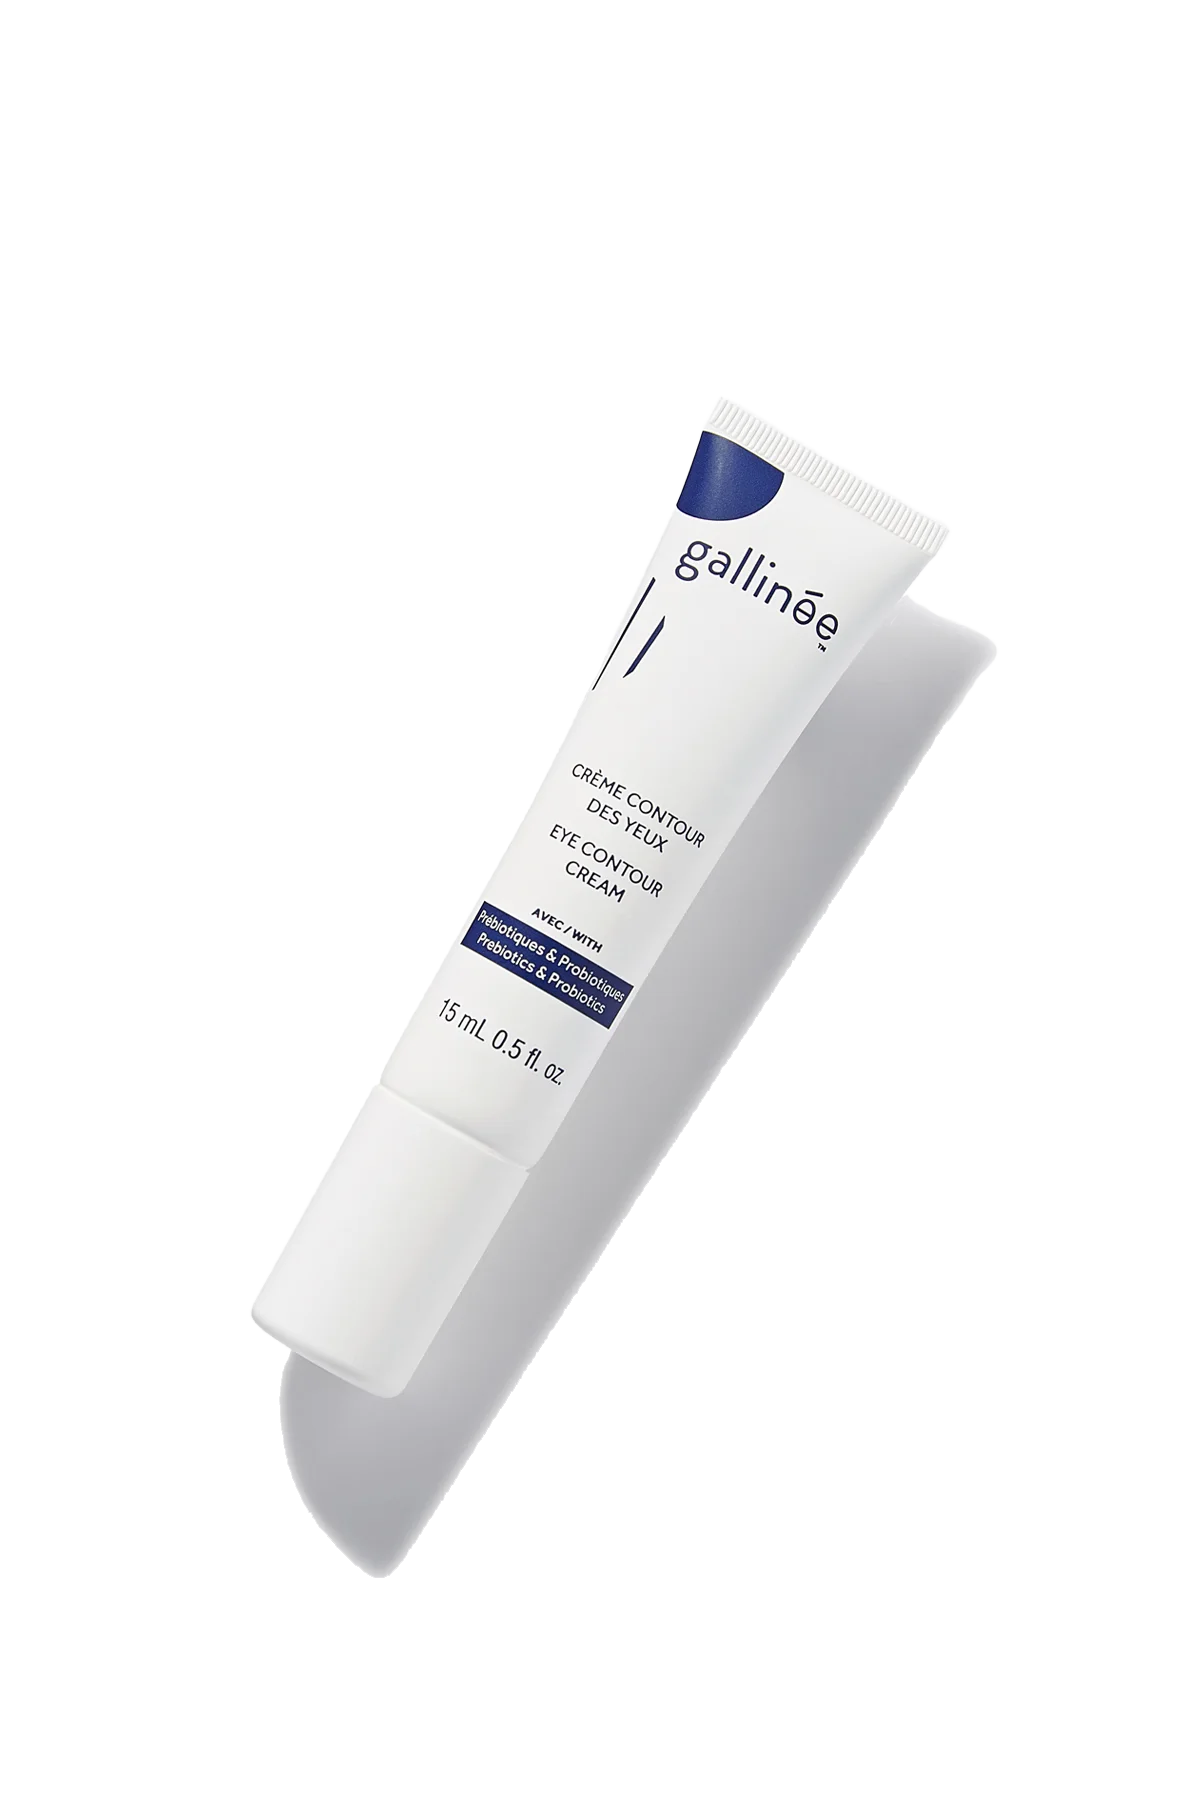 gallinée
™
CRÈME CONTOUR
DES YEUX
EYE CONTOUR
CREAM
AVEC / WITH
Prébiotiques & Probiotiques
Prebiotics & Probiotics
15 mL 0.5 fl. oz.